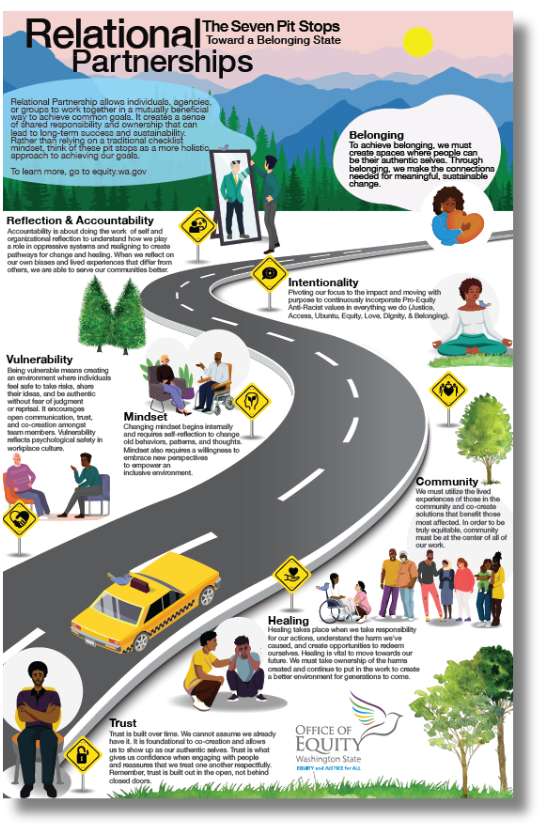 Relational
Partnerships
The Seven Pit Stops
Toward a Belonging State
Relational Partnership allows individuals, agencies,
or groups to work together in a mutually beneficial
way to achieve common goals. It creates a sense
of shared responsibility and ownership that can
lead to long-term success and sustainability.
Rather than relying on a traditional checklist
mindset, think of these pit stops as a more holistic
approach to achieving our goals.
To learn more, go to equity.wa.gov
Belonging
To achieve belonging, we must
create spaces where people can
be their authentic selves. Through
belonging, we make the connections
needed for meaningful, sustainable
change.
Reflection & Accountability
Accountability is about doing the work of self and
organizational reflection to understand how we play
a role in oppressive systems and realigning to create
pathways for change and healing. When we reflect on
our own biases and lived experiences that differ from
others, we are able to serve our communities better.
Intentionality
Pivoting our focus to the impact and moving with
purpose to continuously incorporate Pro-Equity
Anti-Racist values in everything we do (Justice,
Access, Ubuntu, Equity, Love, Dignity, & Belonging).
Vulnerability
Being vulnerable means creating
an environment where individuals
feel safe to take risks, share
their ideas, and be authentic
without fear of judgment
or reprisal. It encourages
open communication, trust,
and co-creation amongst
team members. Vulnerability
reflects psychological safety in
workplace culture.
Mindset
Changing mindset begins internally
and requires self-reflection to change
old behaviors, patterns, and thoughts.
Mindset also requires a willingness to
embrace new perspectives
to empower an
inclusive environment.
Community
We must utilize the lived
experiences of those in the
community and co-create
solutions that benefit those
most affected. In order to be
truly equitable, community
must be at the center of all of
our work.
Healing
Healing takes place when we take responsibility
for our actions, understand the harm we've
caused, and create opportunities to redeem
ourselves. Healing is vital to move towards our
future. We must take ownership of the harms
created and continue to put in the work to create
a better environment for generations to come.
Trust
Trust is built over time. We cannot assume we already
have it. It is foundational to co-creation and allows
us to show up as our authentic selves. Trust is what
gives us confidence when engaging with people
and reassures that we treat one another respectfully.
Remember, trust is built out in the open, not behind
closed doors.
OFFICE OF
EQUITY
Washington State
EQUITY and JUSTICE for ALL